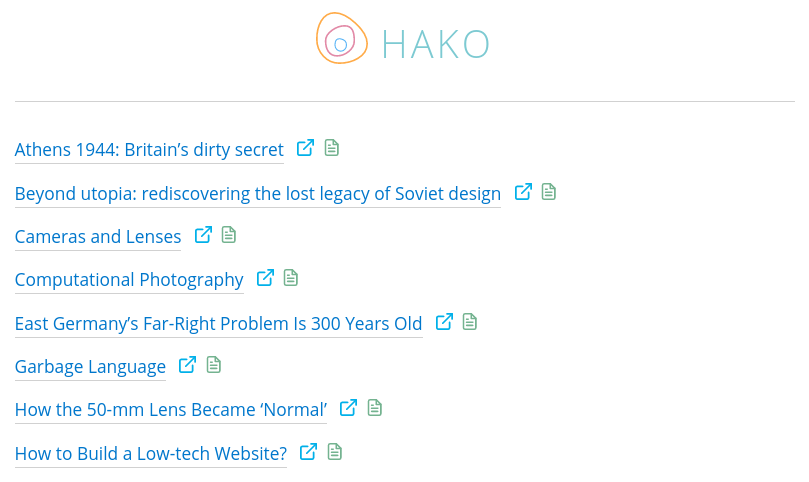 HAKO
Athens 1944: Britain’s dirty secret
Beyond utopia: rediscovering the lost legacy of Soviet design
Cameras and Lenses
Computational Photography
East Germany’s Far-Right Problem Is 300 Years Old
Garbage Language
How the 50-mm Lens Became ‘Normal’
How to Build a Low-tech Website?